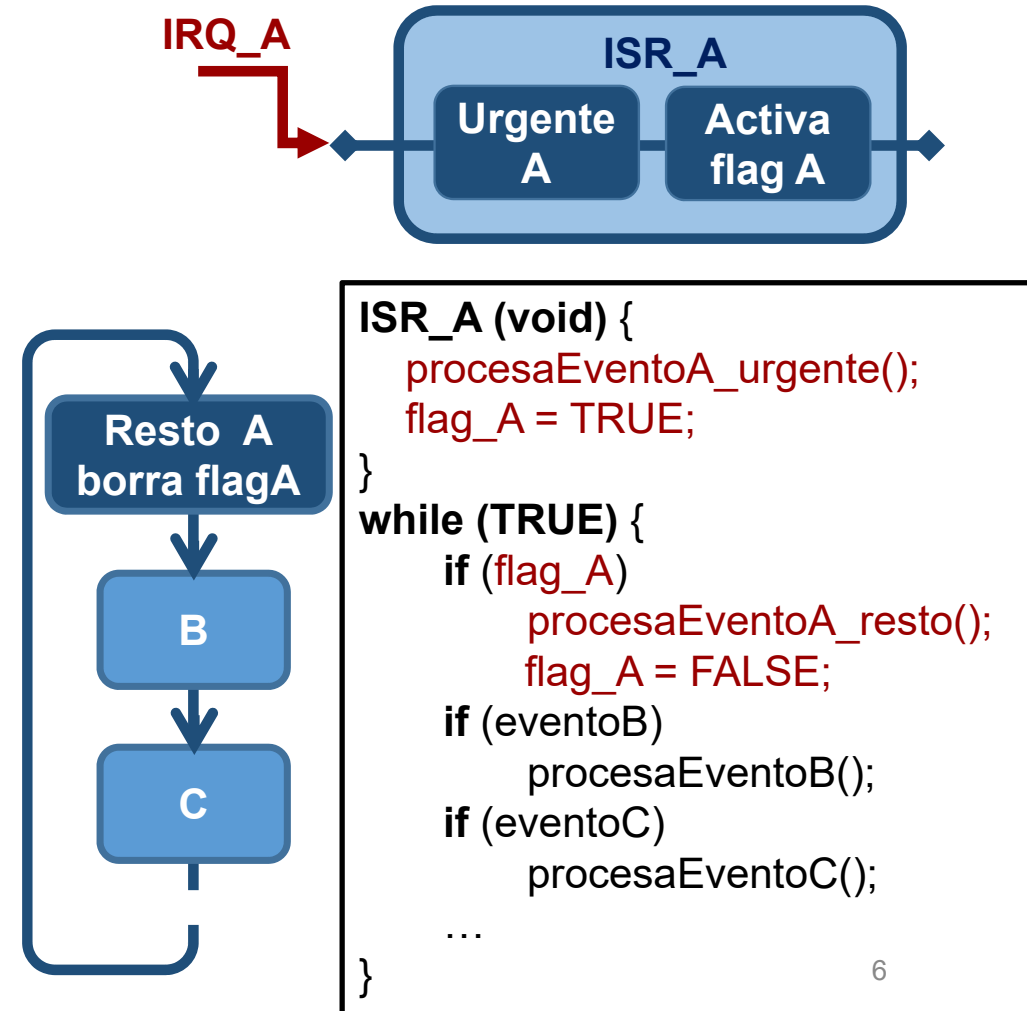 IRQ_A
ISR_A
Urgente
A
Activa
flag A
Resto A
borra flagA
B
C
ISR_A (void) {
procesaEventoA_urgente();
flag_A = TRUE;
}
while (TRUE) {
if (flag_A)
procesaEventoA_resto();
flag_A = FALSE;
if (eventoB)
procesaEventoB();
if (eventoC)
procesaEventoC();
…
}
6